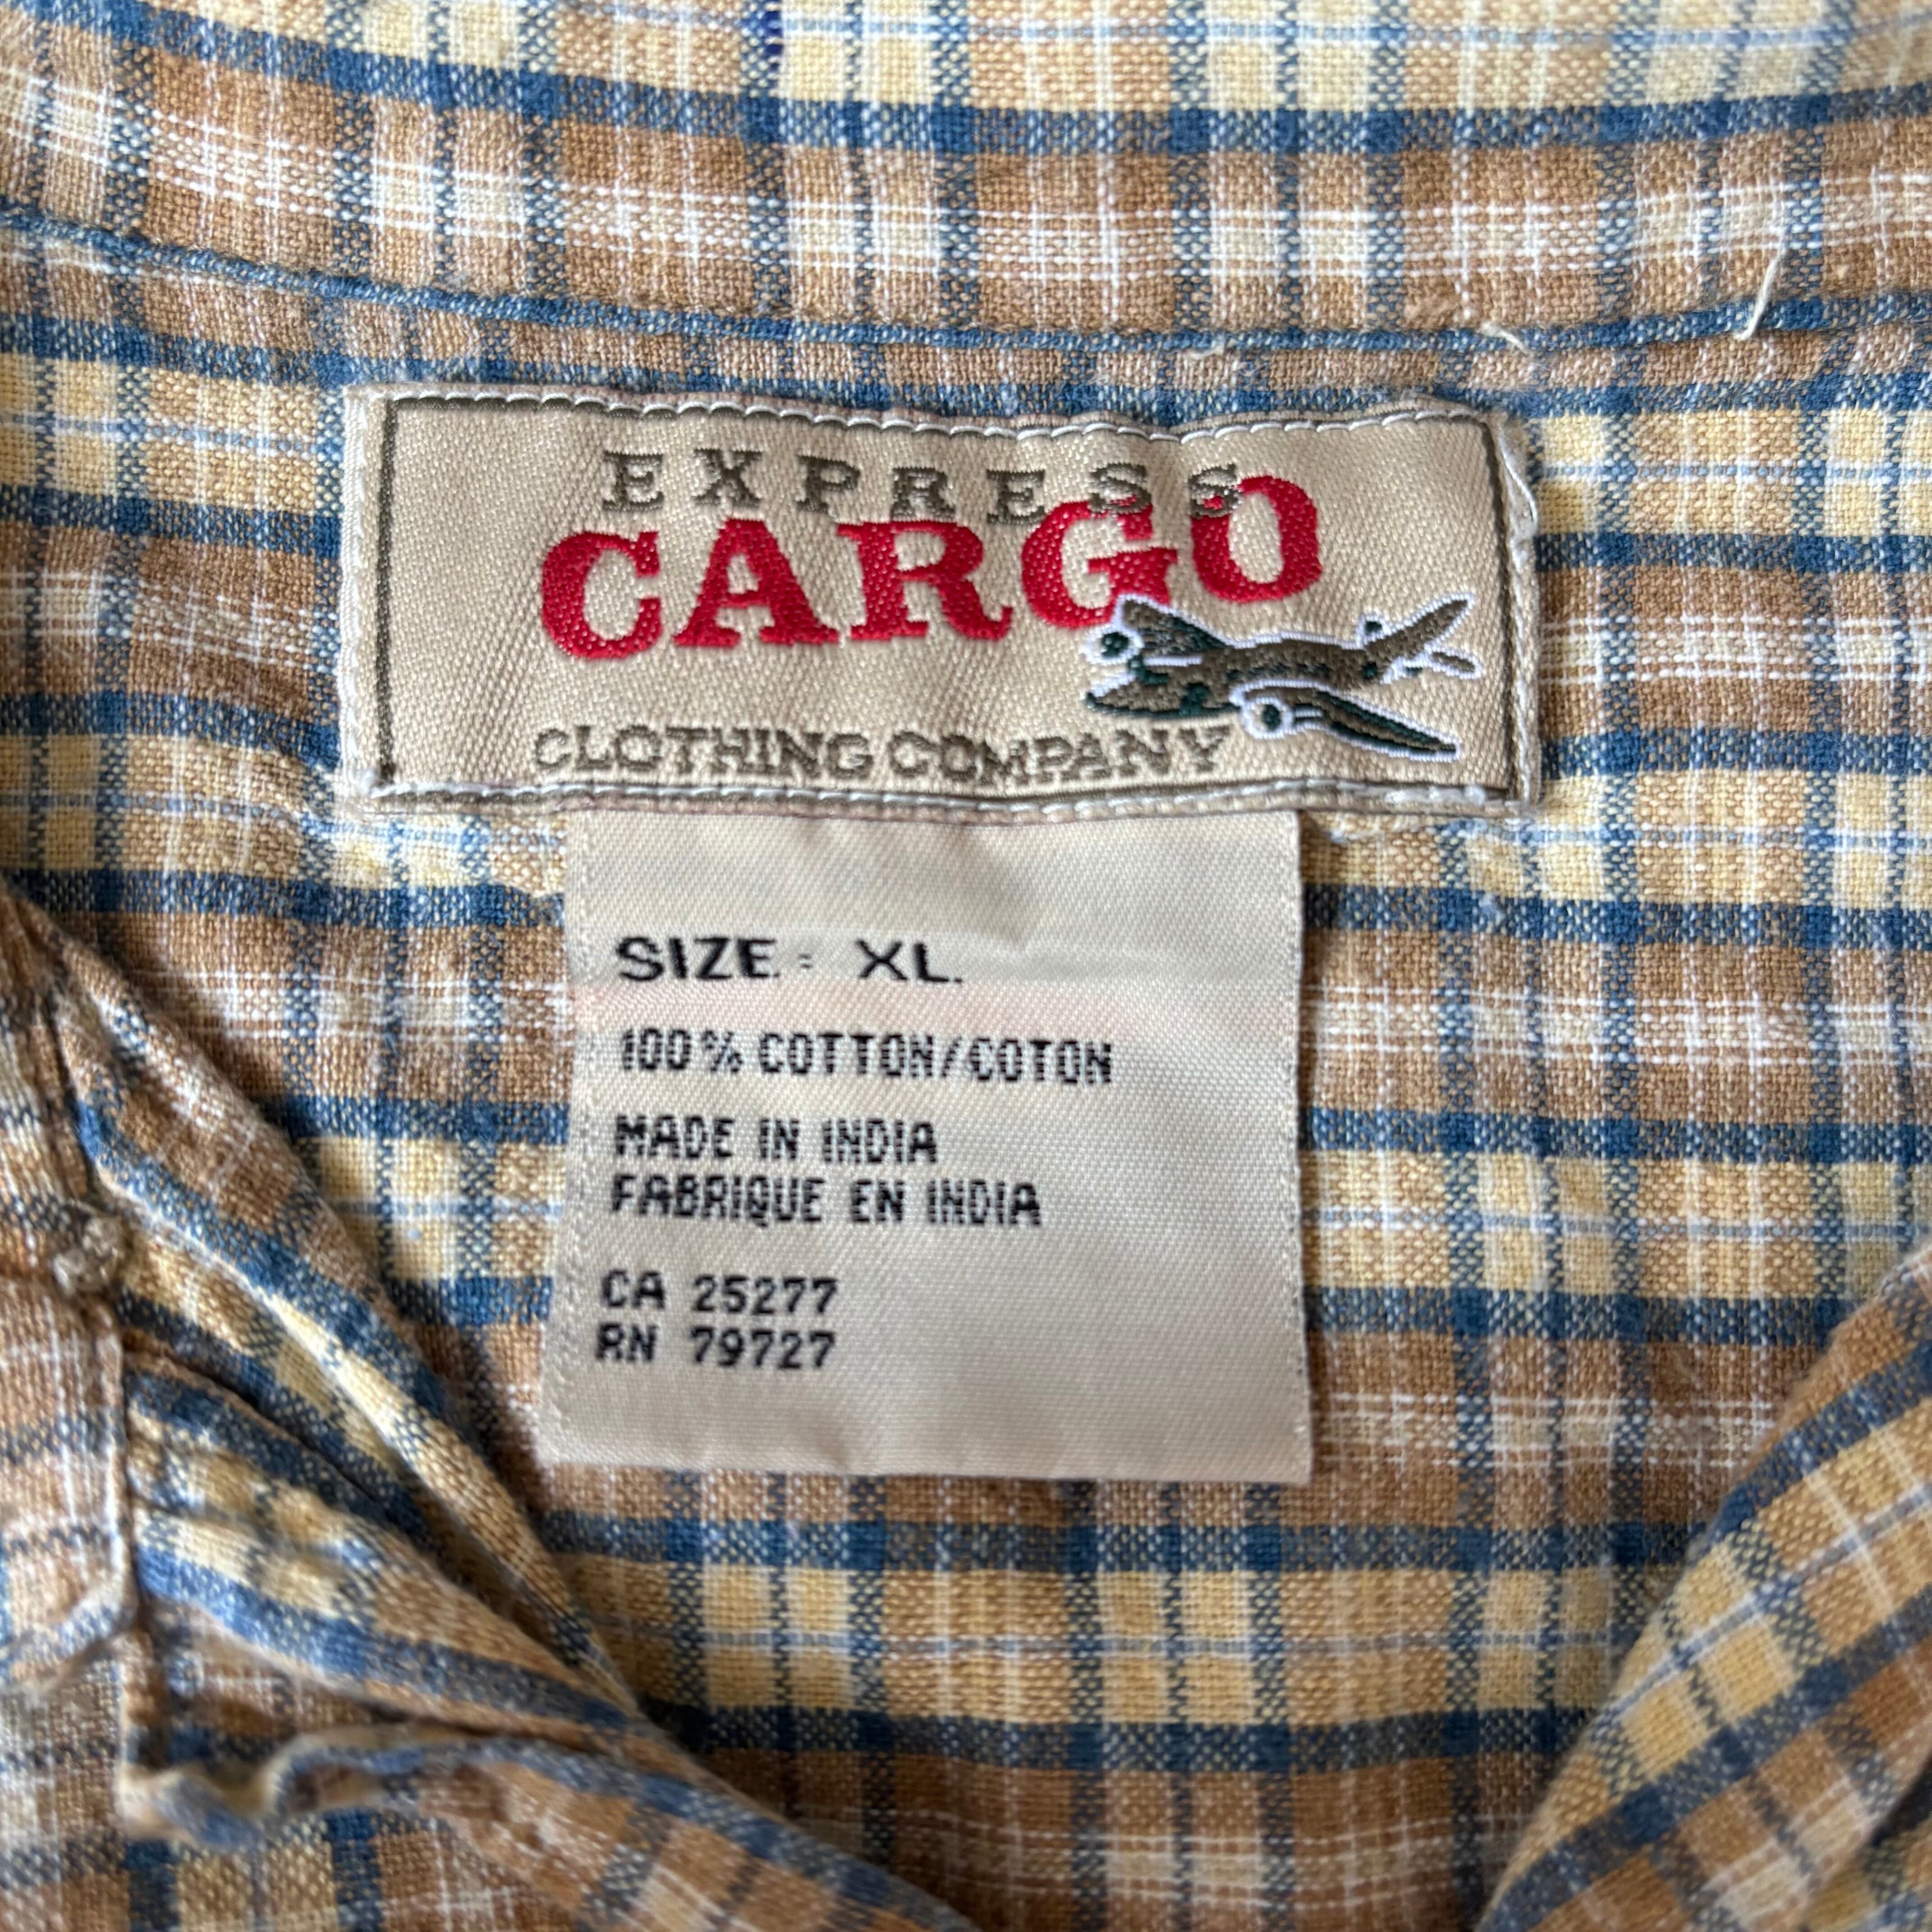 EXPRESS
CARGO
CLOTHING COMPANY
SIZE : XL.
100% COTTON/COTON
MADE IN INDIA
FABRIQUE EN INDIA
CA 25277
RN 79727